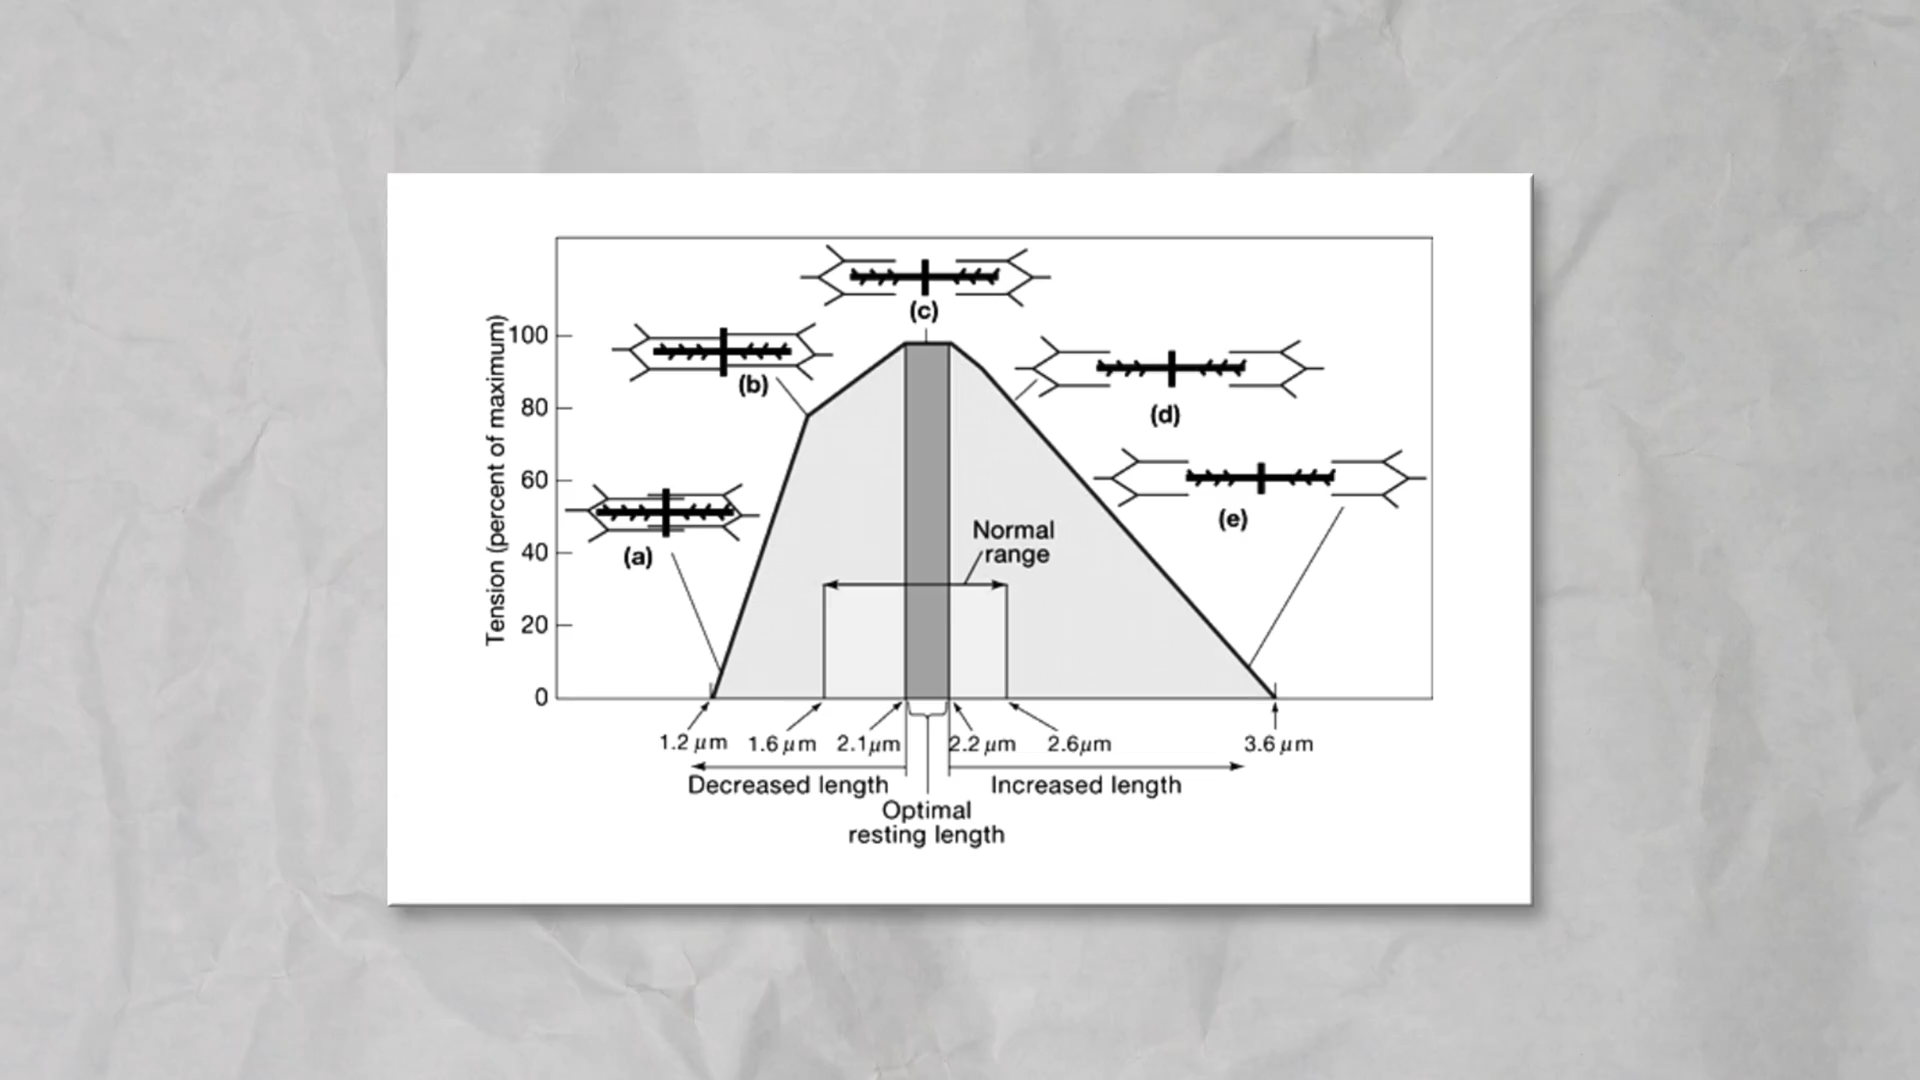 (c)
100
(b)
80
(d)
Tension (percent of maximum)
60
(e)
Normal
range
40
(a)
20
0
1.2 μm
1.6 μm
2.1μm
2.2 μm
2.6μm
3.6 μm
Decreased length
Increased length
Optimal
resting length